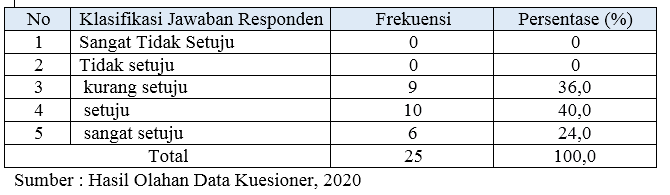 No Klasifikasi Jawaban Responden Frekuensi Persentase (%)
1 Sangat Tidak Setuju 0 0
2 Tidak setuju 0 0
3 kurang setuju 9 36,0
4 setuju 10 40,0
5 sangat setuju 6 24,0
Total 25 100,0
Sumber : Hasil Olahan Data Kuesioner, 2020